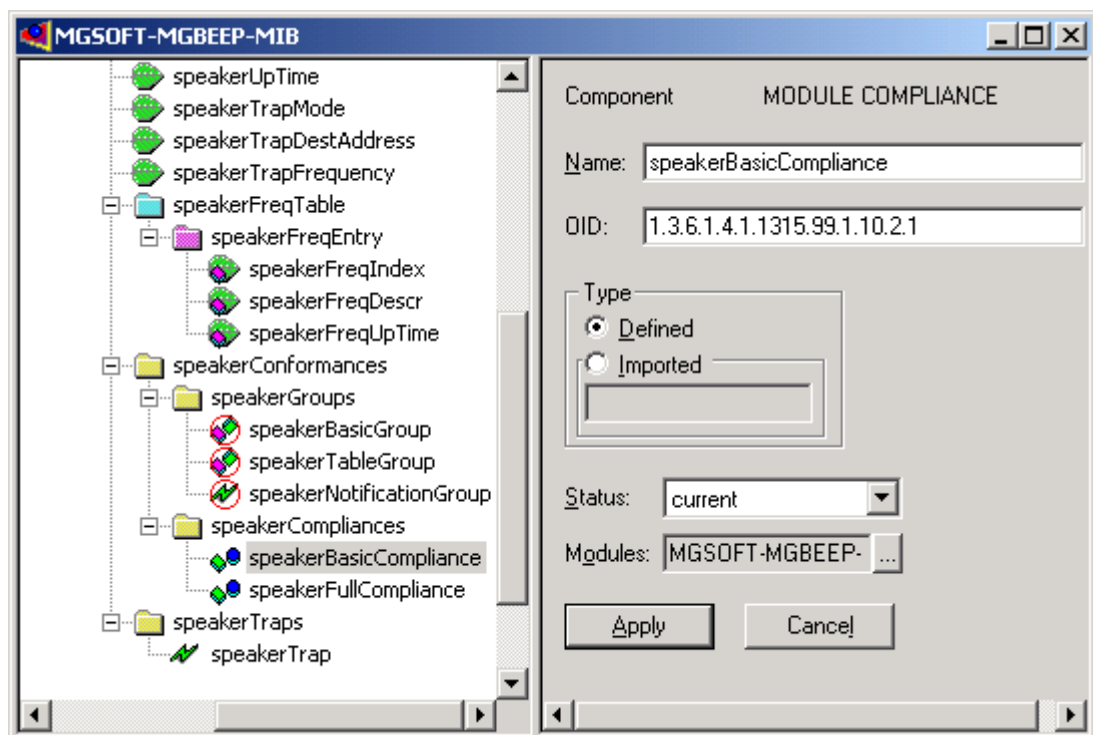 MGSOFT-MGBEEP-MIB
speakerUpTime
speakerTrapMode
speakerTrapDestAddress
speakerTrapFrequency
speakerFreqTable
speakerFreqEntry
speakerFreqIndex
speakerFreqDescr
speakerFreqUpTime
speakerConformances
speakerGroups
speakerBasicGroup
speakerTableGroup
speakerNotificationGroup
speakerCompliances
speakerBasicCompliance
speakerFullCompliance
speakerTraps
speakerTrap
Component MODULE COMPLIANCE
Name: speakerBasicCompliance
OID: 1.3.6.1.4.1.1315.99.1.10.2.1
Type
Defined
Imported
Status: current
Modules: MGSOFT-MGBEEP- ...
Apply Cancel